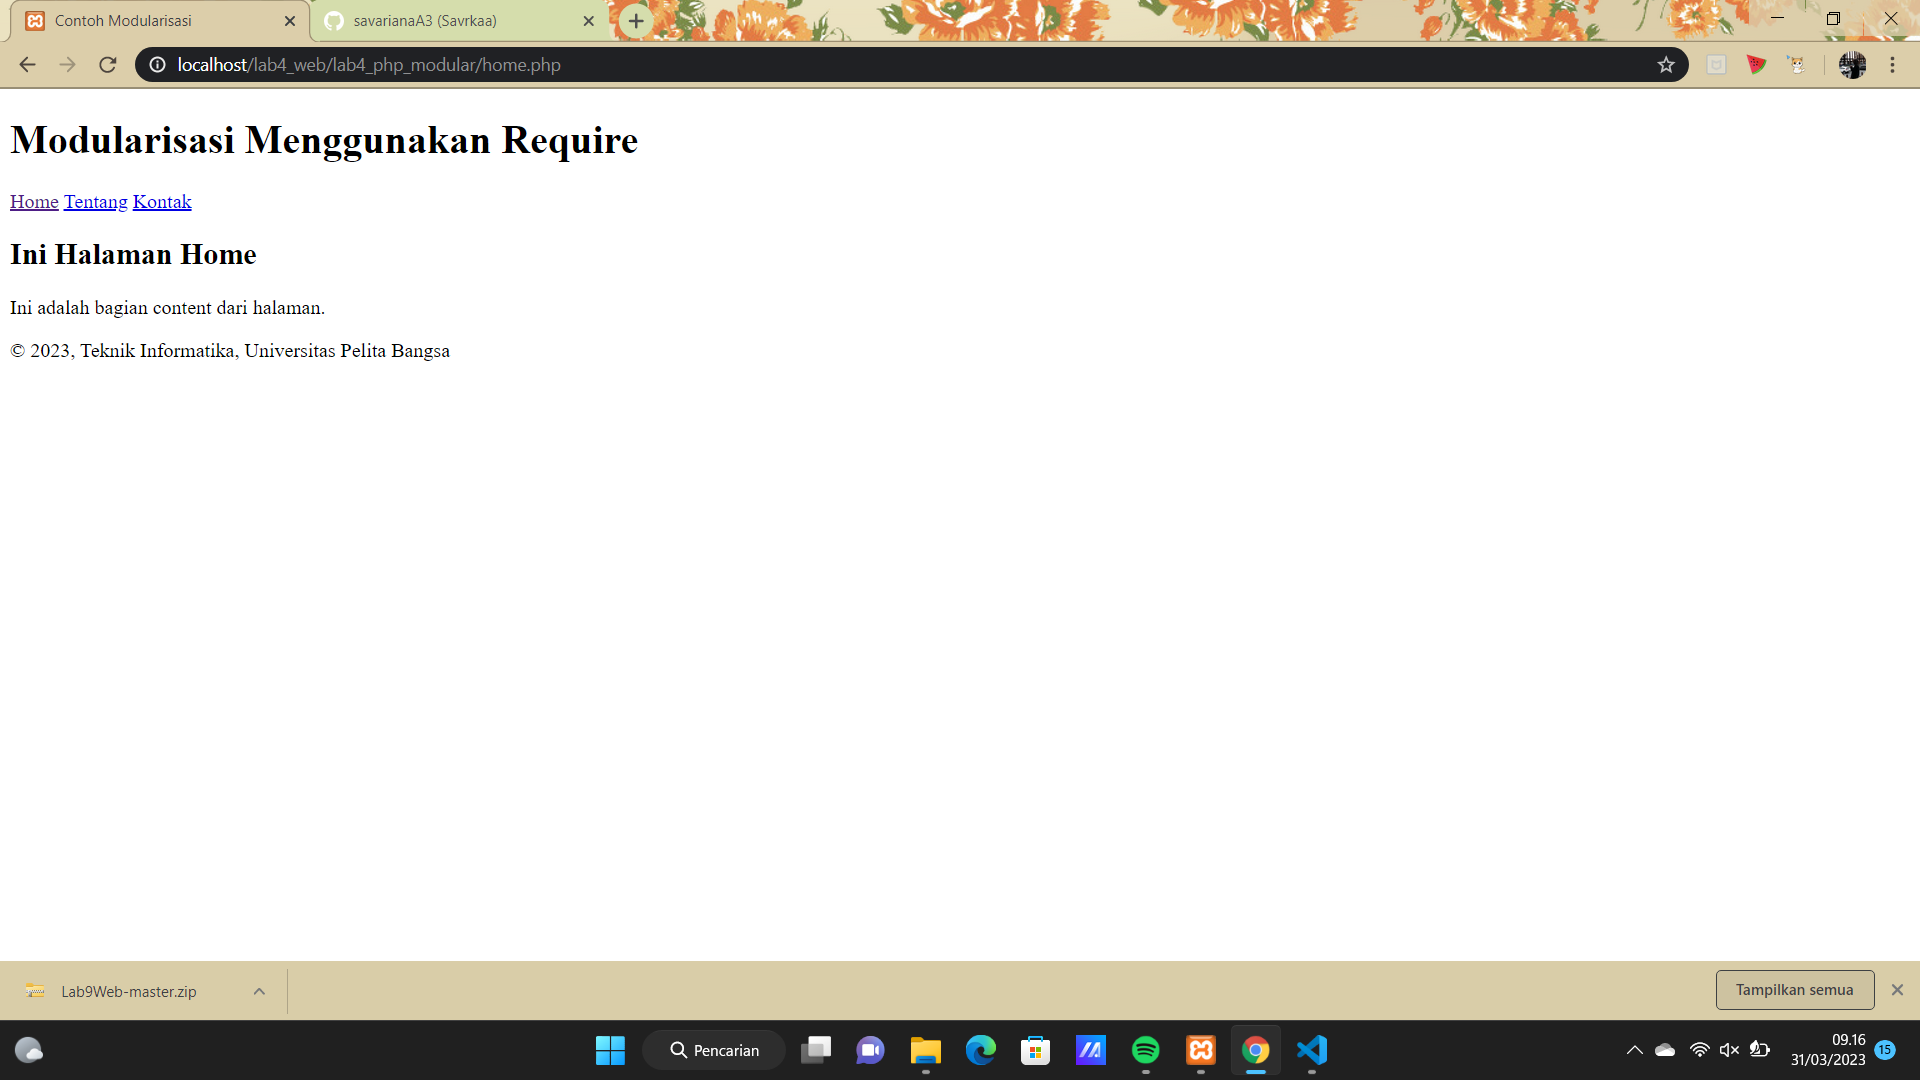 Contoh Modularisasi
savarianaA3 (Savrkaa)
localhost/lab4_web/lab4_php_modular/home.php
Modularisasi Menggunakan Require
Home Tentang Kontak
Ini Halaman Home
Ini adalah bagian content dari halaman.
© 2023, Teknik Informatika, Universitas Pelita Bangsa
Lab9Web-master.zip
Tampilkan semua
Pencarian
09.16
31/03/2023
15